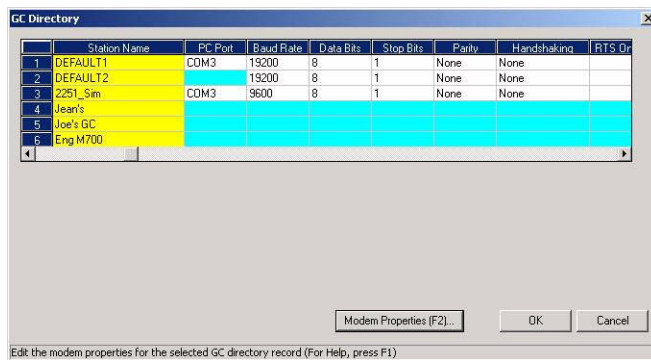 GC Directory
Station Name PC Port Baud Rate Data Bits Stop Bits Parity Handshaking RTS On
1 DEFAULT1 COM3 19200 8 1 None None
2 DEFAULT2 19200 8 1 None None
3 2251_Sim COM3 9600 8 1 None None
4 Jean's
5 Joe's GC
6 Eng M700
Modem Properties (F2)... OK Cancel
Edit the modem properties for the selected GC directory record (For Help, press F1)